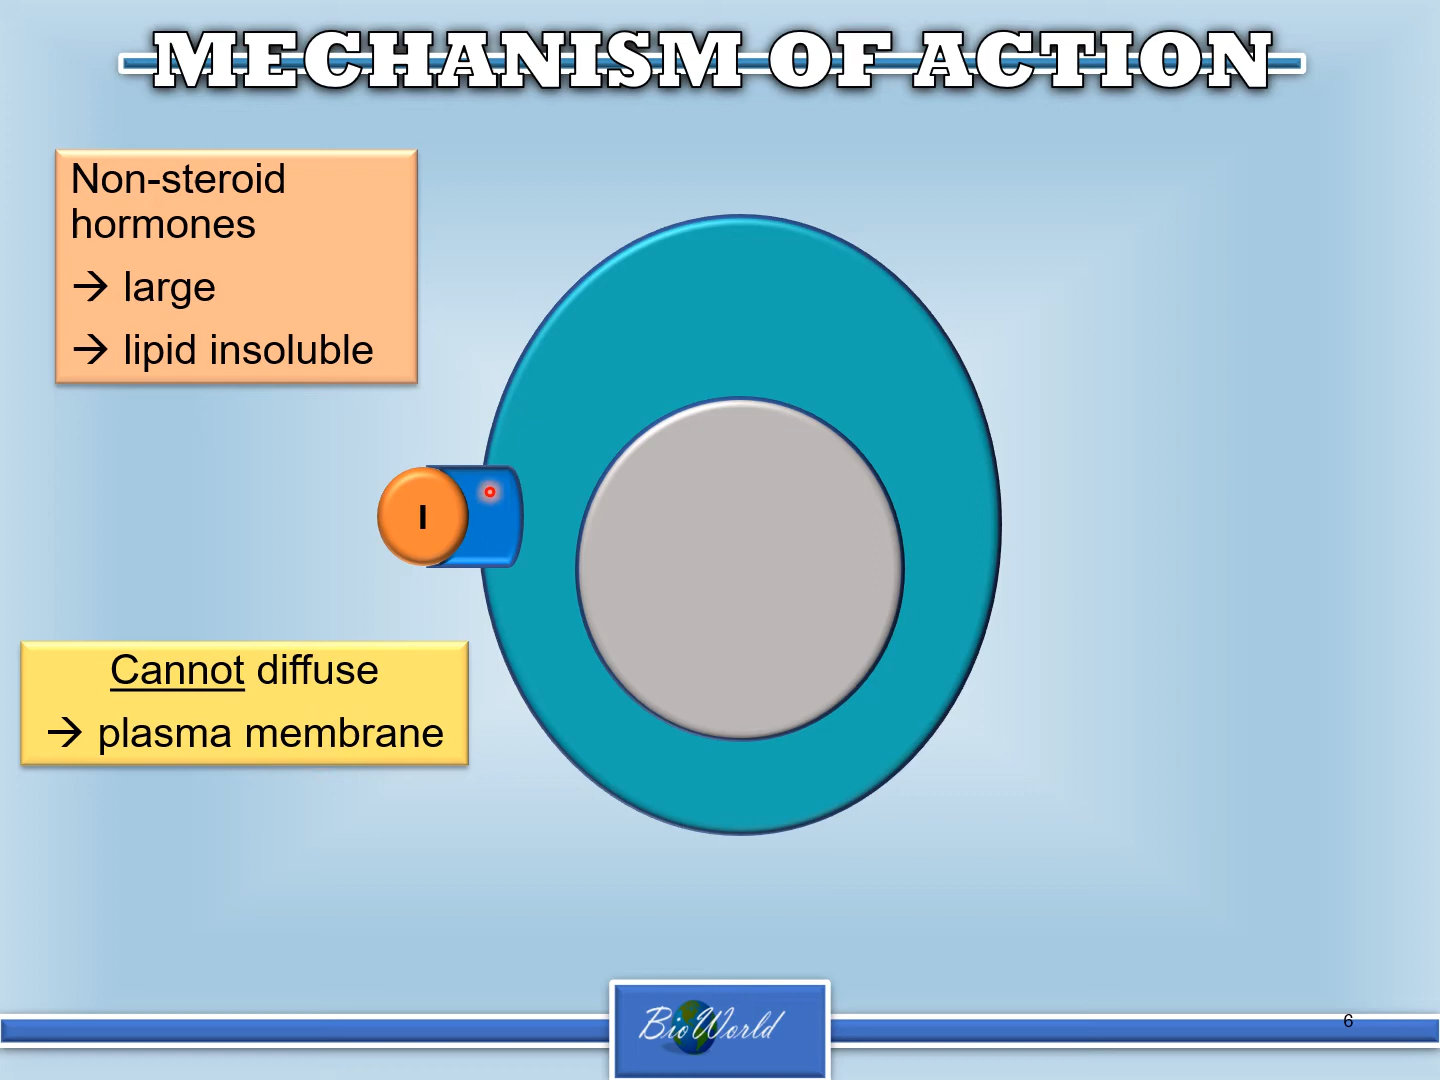 MECHANISM OF ACTION
Non-steroid
hormones
→ large
→ lipid insoluble
I
Cannot diffuse
→ plasma membrane
BioWorld
6